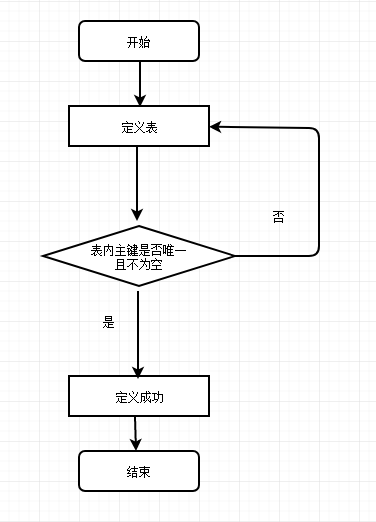 开始
定义表
表内主键是否唯一
且不为空
否
是
定义成功
结束